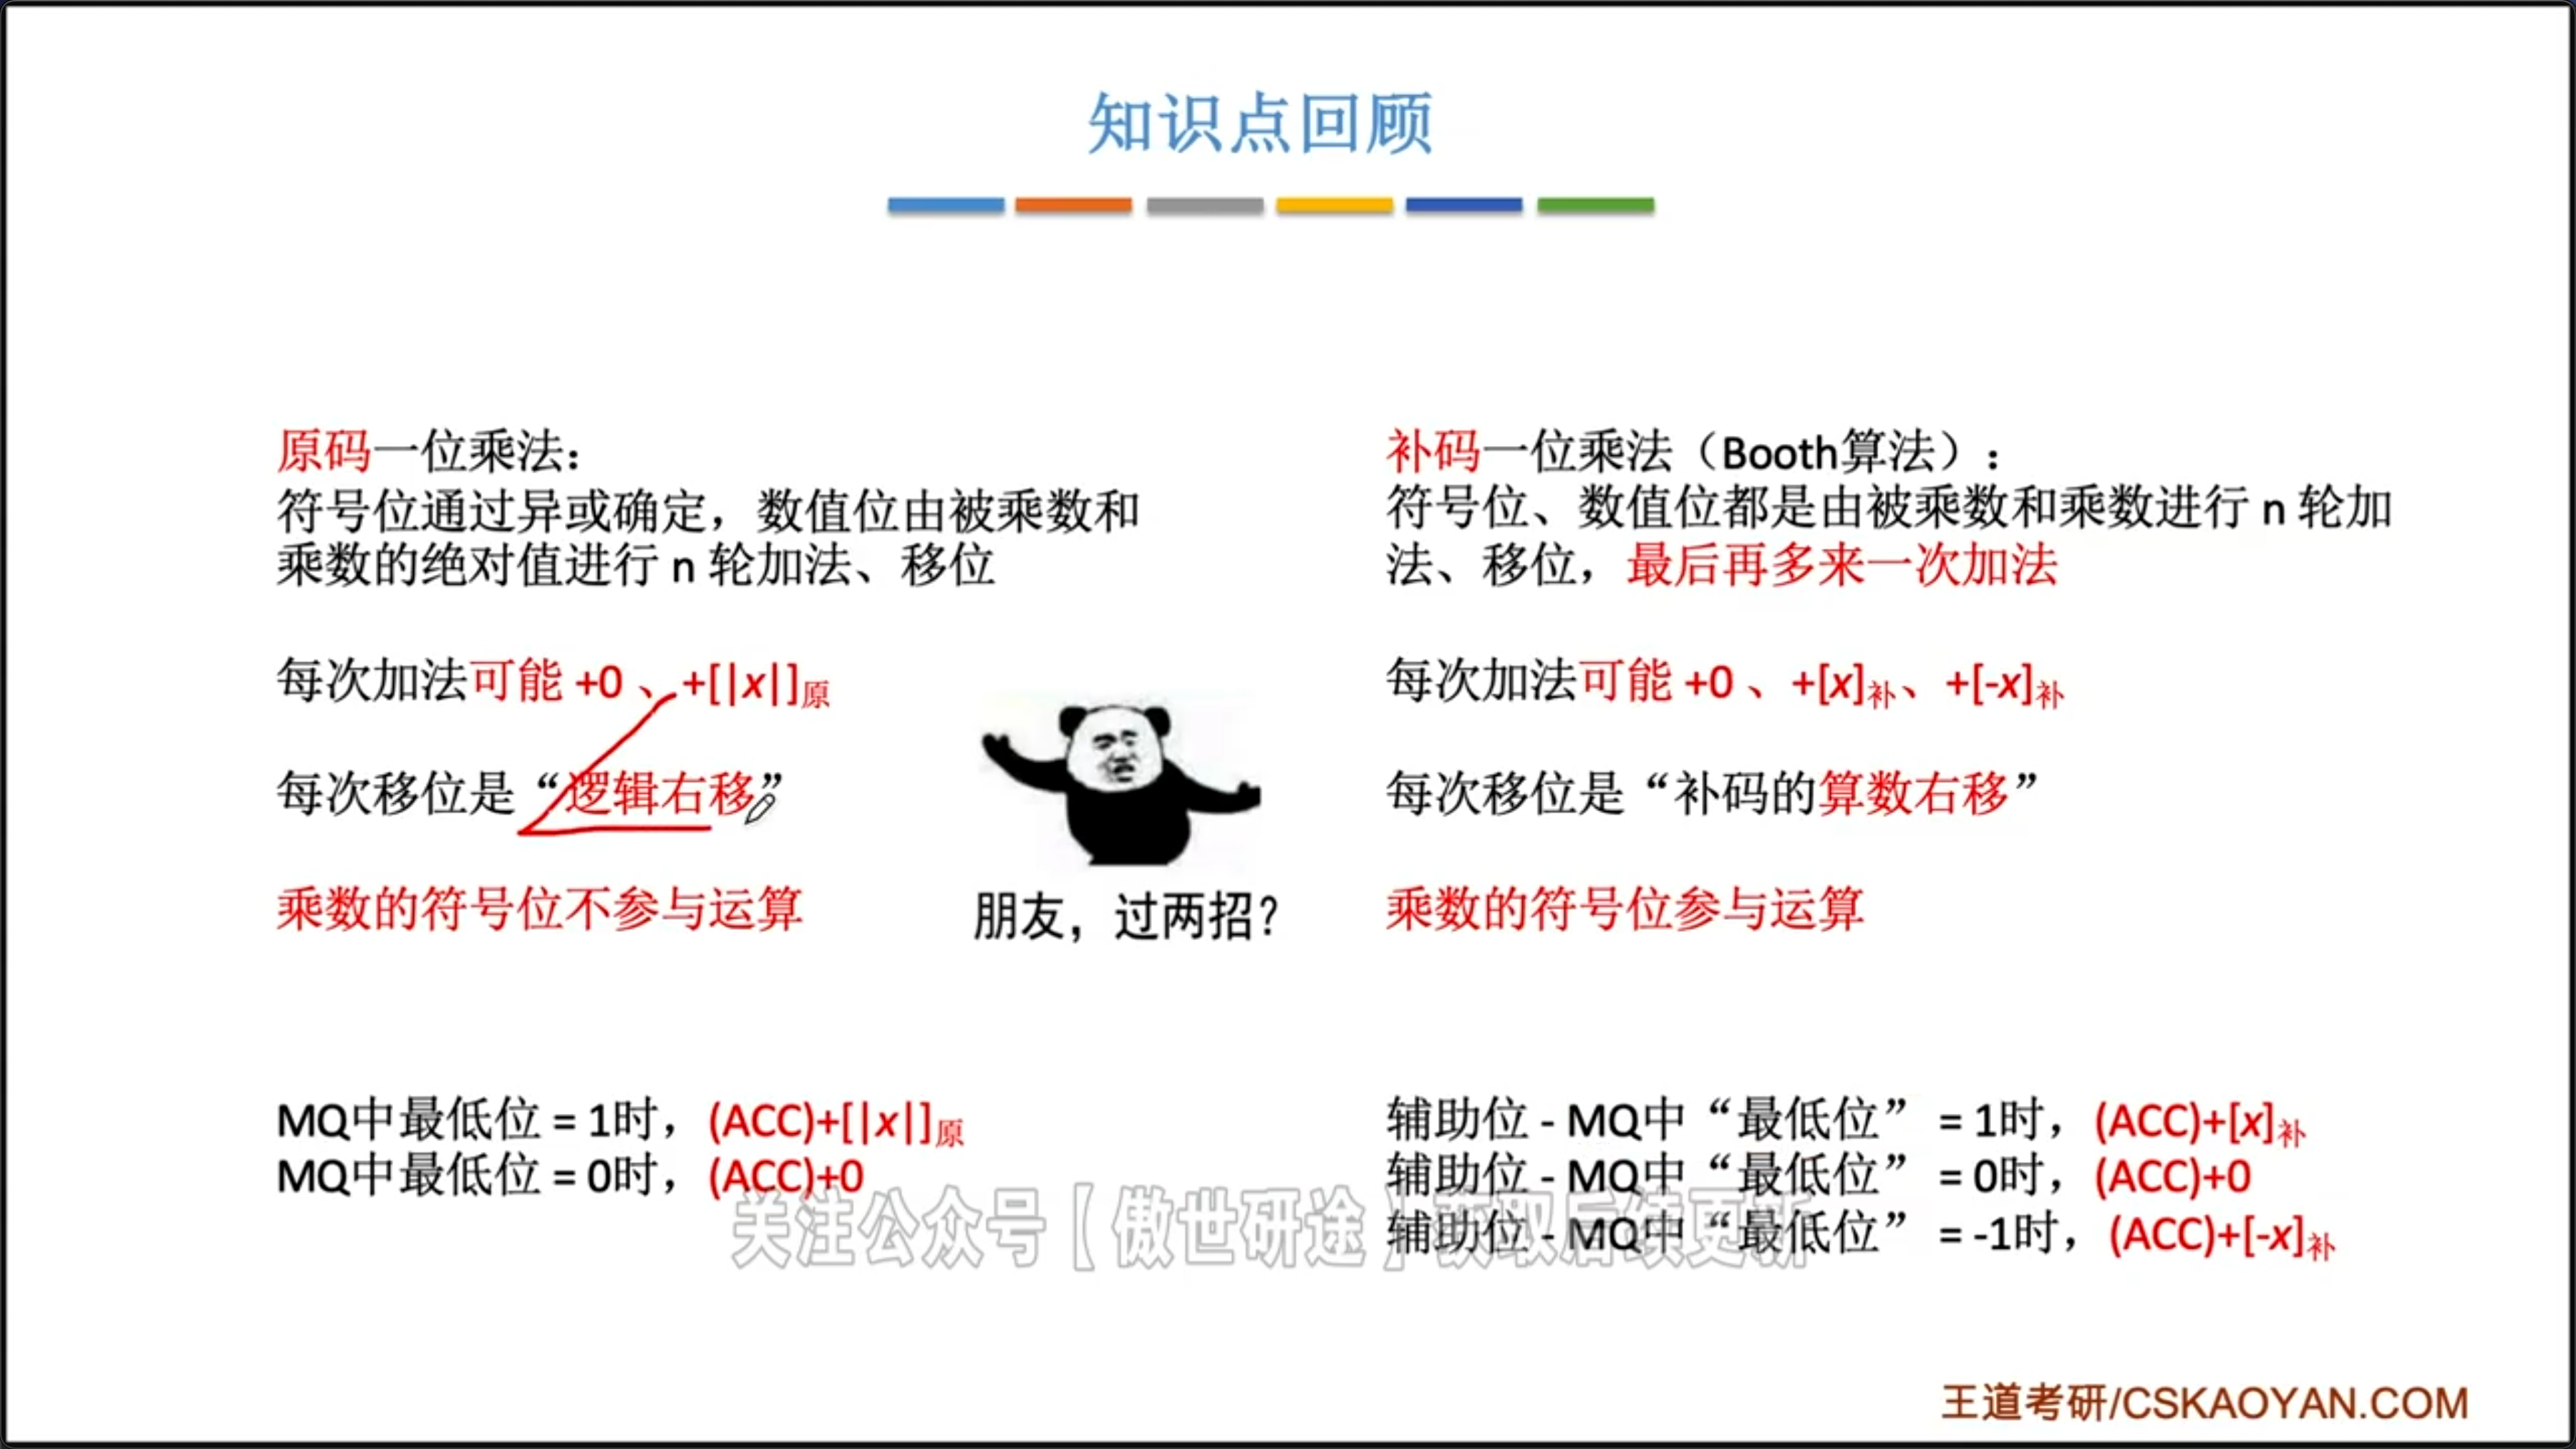 知识点回顾
原码一位乘法：
符号位通过异或确定，数值位由被乘数和
乘数的绝对值进行 n 轮加法、移位
每次加法可能 +0 、+[|x|]原
每次移位是“逻辑右移”
乘数的符号位不参与运算
MQ中最低位 = 1时，(ACC)+[|x|]原
MQ中最低位 = 0时，(ACC)+0
朋友，过两招？
补码一位乘法（Booth算法）：
符号位、数值位都是由被乘数和乘数进行 n 轮加
法、移位，最后再多来一次加法
每次加法可能 +0 、+[x]补、+[-x]补
每次移位是“补码的算数右移”
乘数的符号位参与运算
辅助位 - MQ中“最低位” = 1时，(ACC)+[x]补
辅助位 - MQ中“最低位” = 0时，(ACC)+0
辅助位 - MQ中“最低位” = -1时，(ACC)+[-x]补
关注公众号【傲世研途】获取后续更新
王道考研/CSKAOYAN.COM